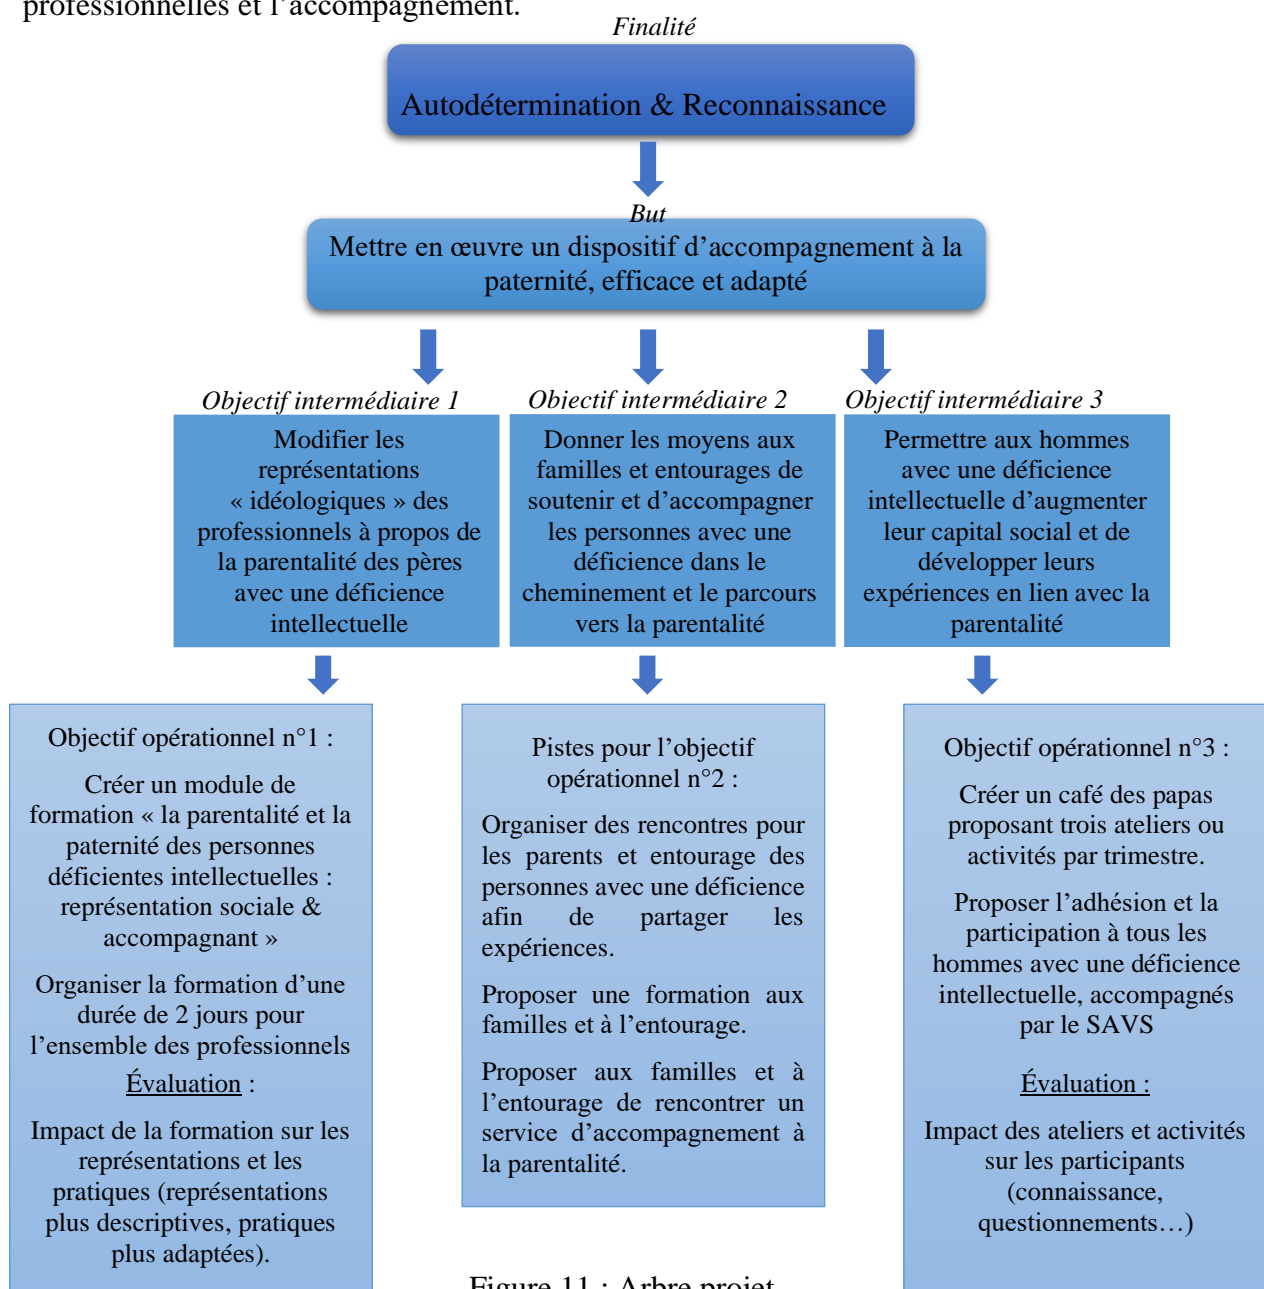 professionnelles et l’accompagnement.
Finalité
Autodétermination & Reconnaissance
But
Mettre en œuvre un dispositif d’accompagnement à la
paternité, efficace et adapté
Objectif intermédiaire 1
Modifier les
représentations
« idéologiques » des
professionnels à propos de
la parentalité des pères
avec une déficience
intellectuelle
Objectif intermédiaire 2
Donner les moyens aux
familles et entourages de
soutenir et d’accompagner
les personnes avec une
déficience dans le
cheminement et le parcours
vers la parentalité
Objectif intermédiaire 3
Permettre aux hommes
avec une déficience
intellectuelle d’augmenter
leur capital social et de
développer leurs
expériences en lien avec la
parentalité
Objectif opérationnel n°1 :
Créer un module de
formation « la parentalité et la
paternité des personnes
déficientes intellectuelles :
représentation sociale &
accompagnant »
Organiser la formation d’une
durée de 2 jours pour
l’ensemble des professionnels
Évaluation :
Impact de la formation sur les
représentations et les
pratiques (représentations
plus descriptives, pratiques
plus adaptées).
Pistes pour l’objectif
opérationnel n°2 :
Organiser des rencontres pour
les parents et entourage des
personnes avec une déficience
afin de partager les
expériences.
Proposer une formation aux
familles et à l’entourage.
Proposer aux familles et à
l’entourage de rencontrer un
service d’accompagnement à
la parentalité.
Objectif opérationnel n°3 :
Créer un café des papas
proposant trois ateliers ou
activités par trimestre.
Proposer l’adhésion et la
participation à tous les
hommes avec une déficience
intellectuelle, accompagnés
par le SAVS
Évaluation :
Impact des ateliers et activités
sur les participants
(connaissance,
questionnements…)
Figure 11 : Arbre projet